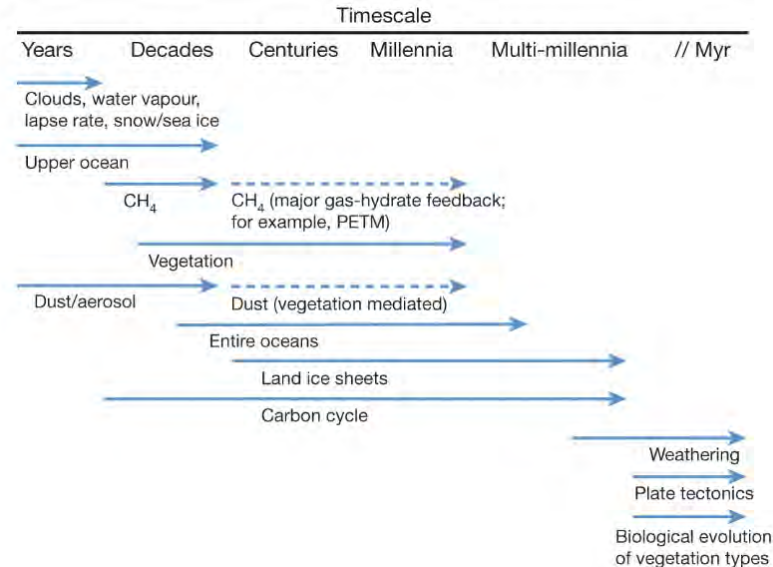 Timescale
Years Decades Centuries Millennia Multi-millennia // Myr
Clouds, water vapour,
lapse rate, snow/sea ice
Upper ocean
CH₄
CH₄ (major gas-hydrate feedback;
for example, PETM)
Vegetation
Dust/aerosol
Dust (vegetation mediated)
Entire oceans
Land ice sheets
Carbon cycle
Weathering
Plate tectonics
Biological evolution
of vegetation types